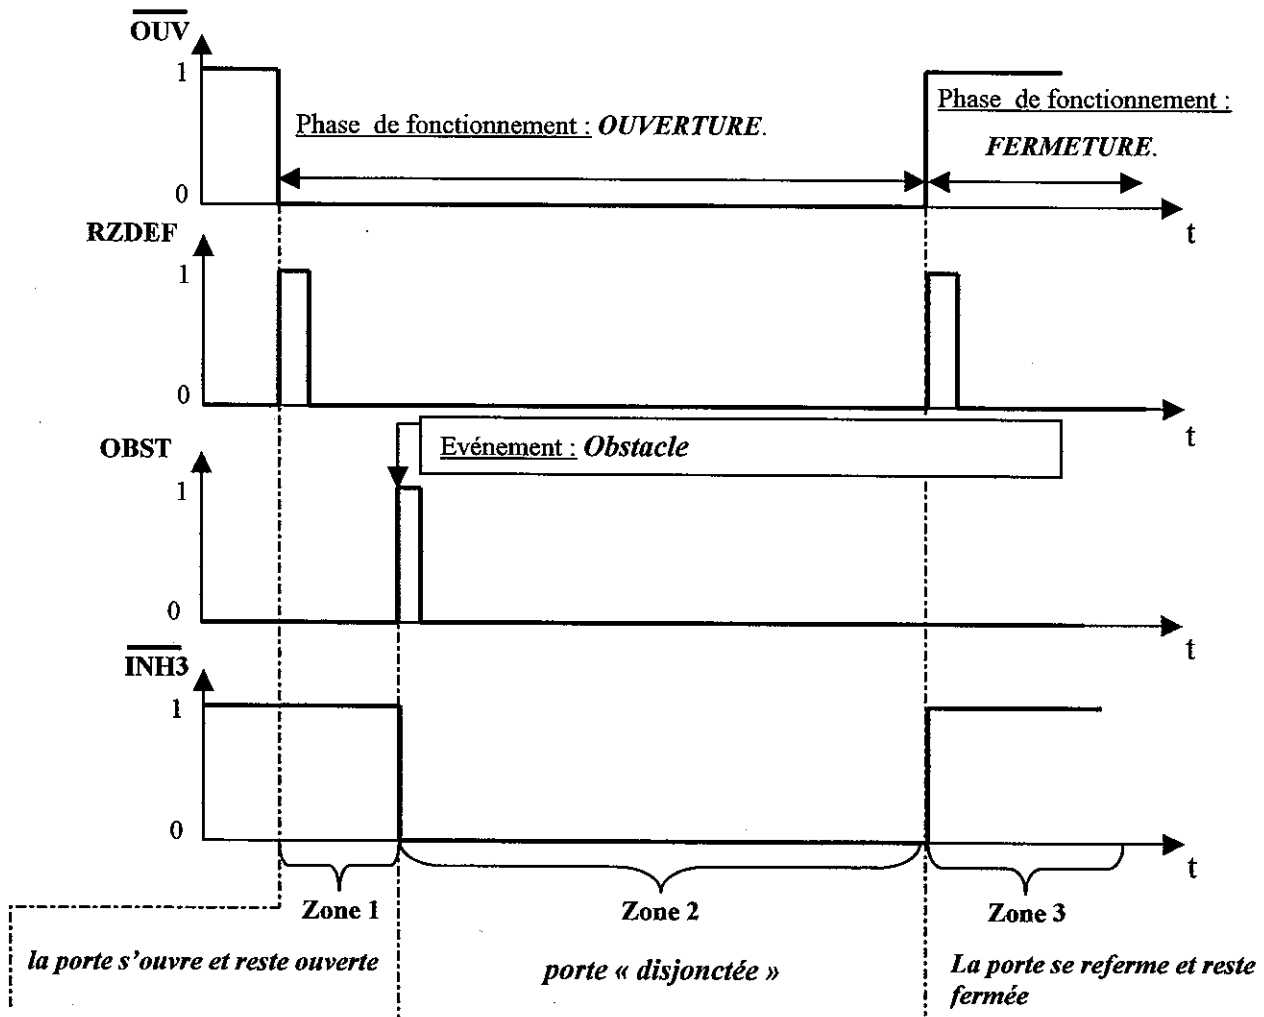 OUV
1
Phase de fonctionnement : OUVERTURE.
Phase de fonctionnement :
FERMETURE.
0
t
RZDEF
1
0
t
OBST
Evénement : Obstacle
1
0
t
INH3
1
0
t
Zone 1
Zone 2
Zone 3
la porte s'ouvre et reste ouverte
porte « disjonctée »
La porte se referme et reste
fermée